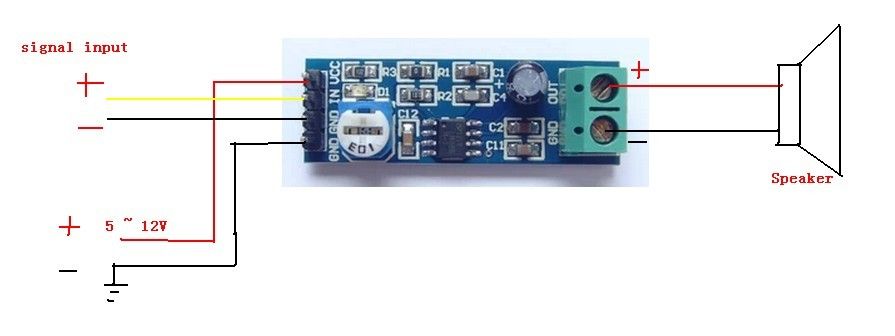 signal input
+
−
+ 5 ~ 12V
−
VCC
IN
GND
GND
R3
D1
R1
R2
C1
C4
C12
E01
+
C2
C11
OUT
GND
+
−
Speaker